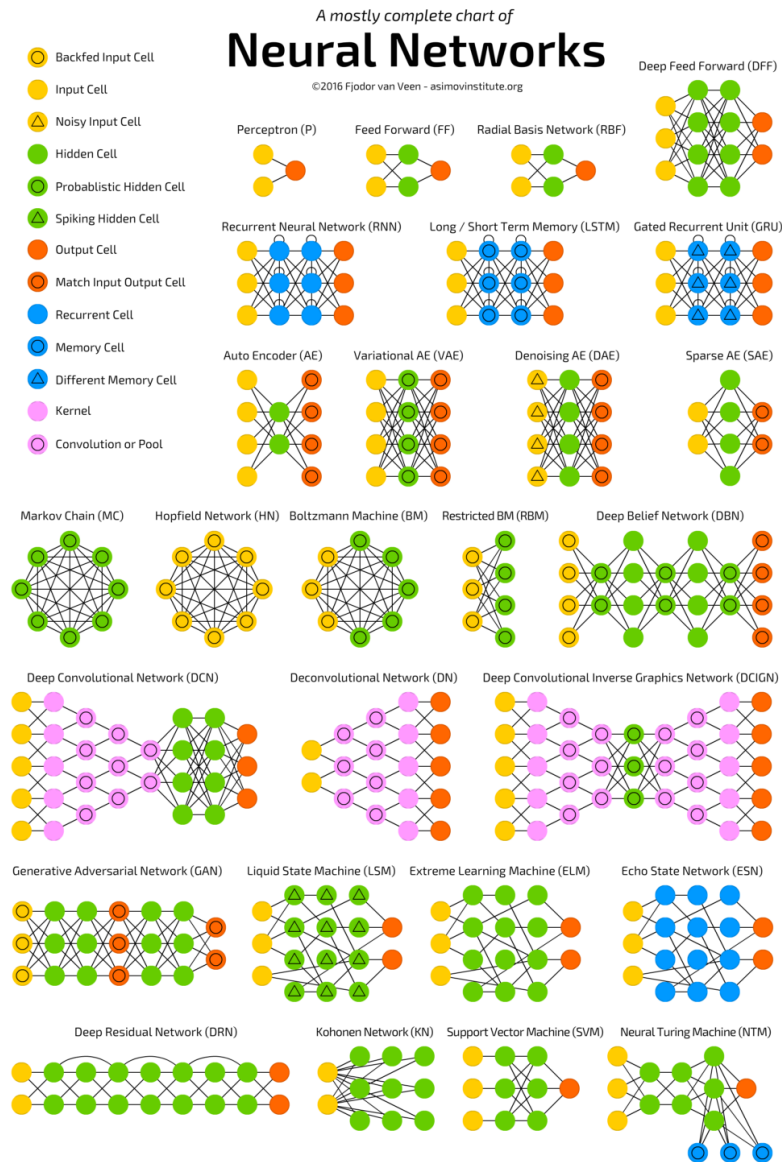 A mostly complete chart of
Neural Networks
©2016 Fjodor van Veen - asimovinstitute.org
Backfed Input Cell
Input Cell
Noisy Input Cell
Hidden Cell
Probablistic Hidden Cell
Spiking Hidden Cell
Output Cell
Match Input Output Cell
Recurrent Cell
Memory Cell
Different Memory Cell
Kernel
Convolution or Pool
Deep Feed Forward (DFF)
Perceptron (P)
Feed Forward (FF)
Radial Basis Network (RBF)
Recurrent Neural Network (RNN)
Long / Short Term Memory (LSTM)
Gated Recurrent Unit (GRU)
Auto Encoder (AE)
Variational AE (VAE)
Denoising AE (DAE)
Sparse AE (SAE)
Markov Chain (MC)
Hopfield Network (HN)
Boltzmann Machine (BM)
Restricted BM (RBM)
Deep Belief Network (DBN)
Deep Convolutional Network (DCN)
Deconvolutional Network (DN)
Deep Convolutional Inverse Graphics Network (DCIGN)
Generative Adversarial Network (GAN)
Liquid State Machine (LSM)
Extreme Learning Machine (ELM)
Echo State Network (ESN)
Deep Residual Network (DRN)
Kohonen Network (KN)
Support Vector Machine (SVM)
Neural Turing Machine (NTM)